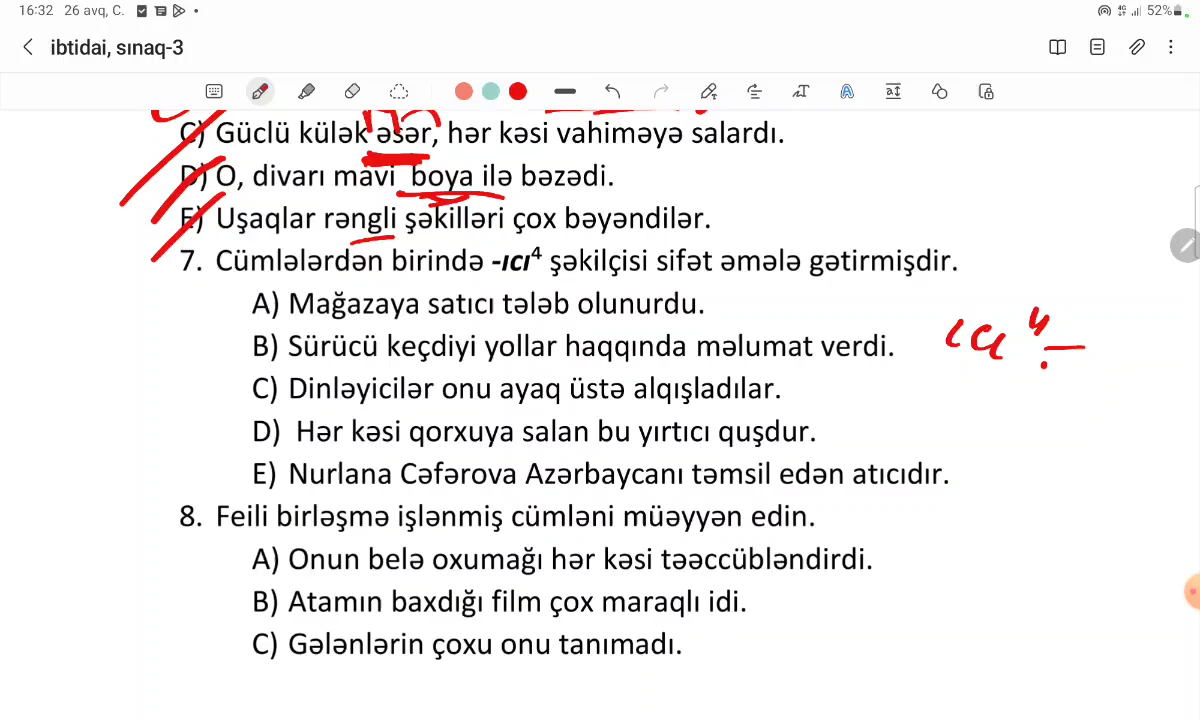 16:32 26 avq, C. 4G 52%
ibtidai, sınaq-3
C) Güclü külək əsər, hər kəsi vahiməyə salardı.
D) O, divarı mavi boya ilə bəzədi.
E) Uşaqlar rəngli şəkilləri çox bəyəndilər.
7. Cümlələrdən birində -ıcı⁴ şəkilçisi sifət əmələ gətirmişdir.
A) Mağazaya satıcı tələb olunurdu.
B) Sürücü keçdiyi yollar haqqında məlumat verdi.
ıcı⁴
C) Dinləyicilər onu ayaq üstə alqışladılar.
D) Hər kəsi qorxuya salan bu yırtıcı quşdur.
E) Nurlana Cəfərova Azərbaycanı təmsil edən atıcıdır.
8. Feili birləşmə işlənmiş cümləni müəyyən edin.
A) Onun belə oxumağı hər kəsi təəccübləndirdi.
B) Atamın baxdığı film çox maraqlı idi.
C) Gələnlərin çoxu onu tanımadı.